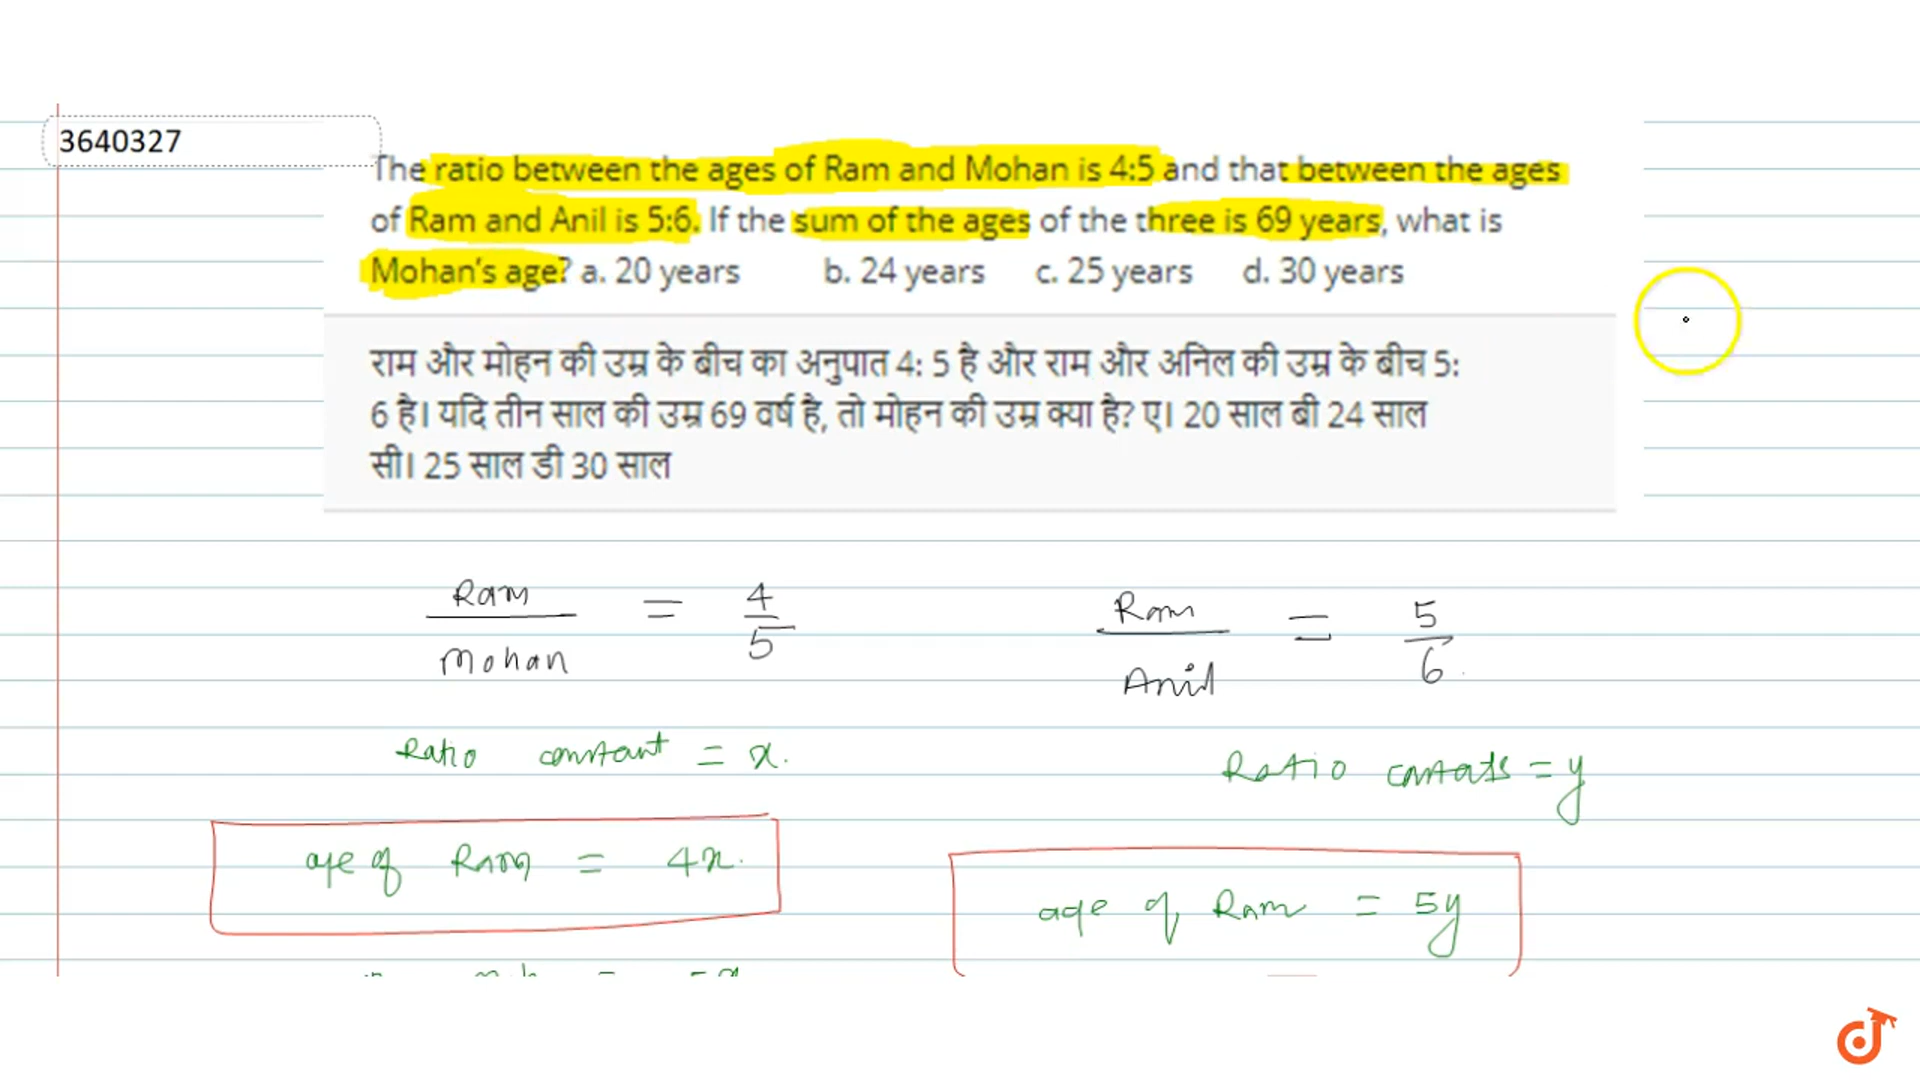 3640327
The ratio between the ages of Ram and Mohan is 4:5 and that between the ages
of Ram and Anil is 5:6. If the sum of the ages of the three is 69 years, what is
Mohan's age? a. 20 years b. 24 years c. 25 years d. 30 years
राम और मोहन की उम्र के बीच का अनुपात 4: 5 है और राम और अनिल की उम्र के बीच 5:
6 है। यदि तीन साल की उम्र 69 वर्ष है, तो मोहन की उम्र क्या है? ए। 20 साल बी 24 साल
सी। 25 साल डी 30 साल
Ram = 4
Mohan 5
Ram = 5
Anil 6
Ratio constant = x.
Ratio = y
age of Ram = 4x.
age of Ram = 5y